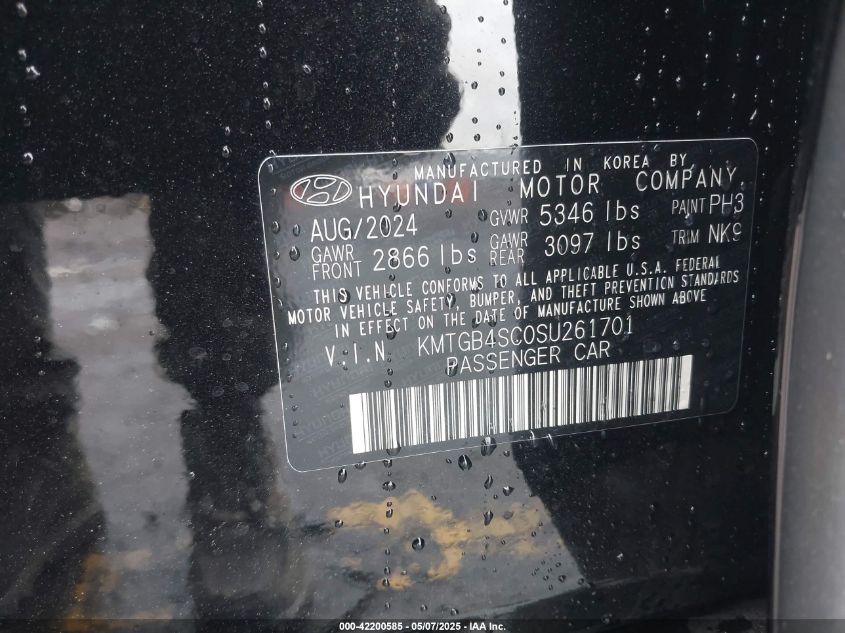 MANUFACTURED IN KOREA BY
HYUNDAI MOTOR COMPANY
AUG/2024 GVWR 5346 lbs PAINT PH3
GAWR FRONT 2866 lbs GAWR REAR 3097 lbs TRIM NK9
THIS VEHICLE CONFORMS TO ALL APPLICABLE U.S.A. FEDERAL
MOTOR VEHICLE SAFETY, BUMPER, AND THEFT PREVENTION STANDARDS
IN EFFECT ON THE DATE OF MANUFACTURE SHOWN ABOVE
V.I.N. KMTGB4SC0SU261701
PASSENGER CAR
000-42200585 - 05/07/2025 - IAA Inc.